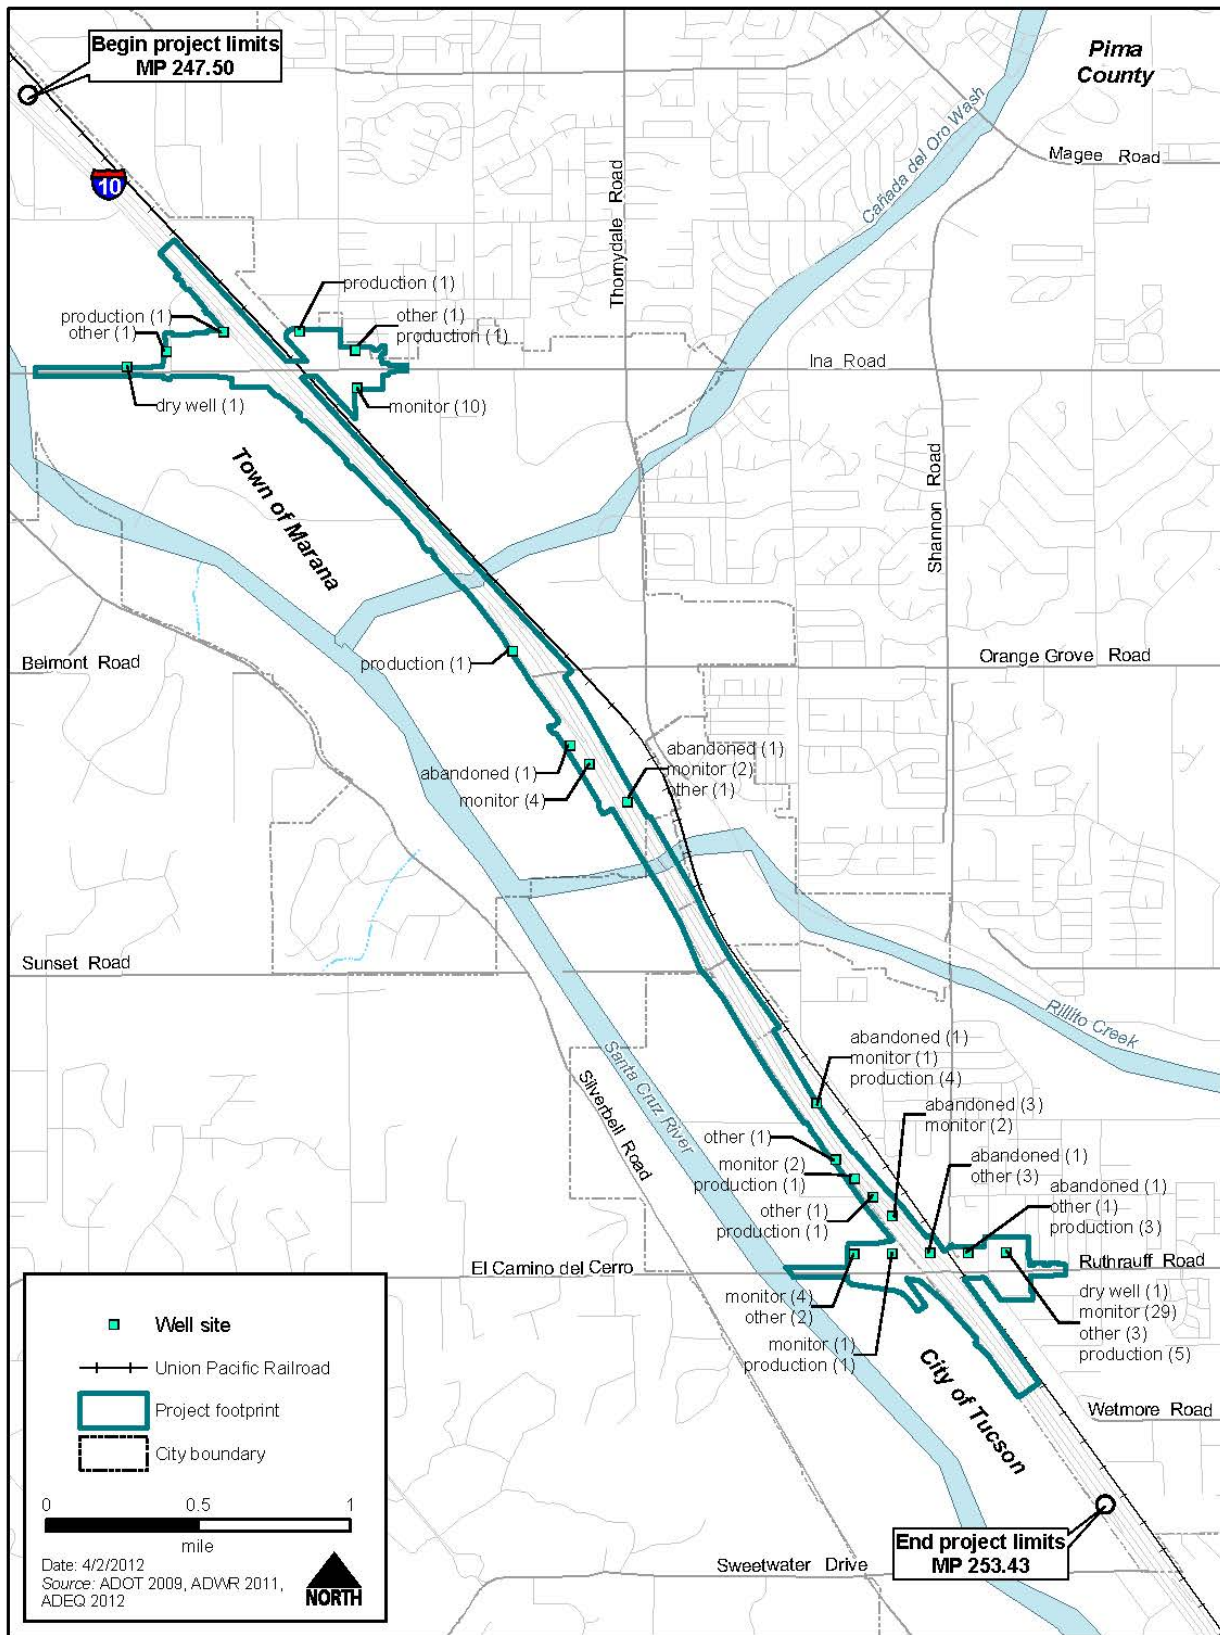 Begin project limits
MP 247.50
Pima
County
Magee Road
10
Cañada del Oro Wash
Thornydale Road
production (1)
production (1)
other (1)
other (1)
production (1)
Ina Road
dry well (1)
monitor (10)
Town of Marana
Shannon Road
Belmont Road
production (1)
Orange Grove Road
abandoned (1)
monitor (4)
abandoned (1)
monitor (2)
other (1)
Sunset Road
Rillito Creek
Santa Cruz River
Silverbell Road
abandoned (1)
monitor (1)
production (4)
abandoned (3)
monitor (2)
other (1)
monitor (2)
production (1)
other (1)
production (1)
abandoned (1)
other (3)
abandoned (1)
other (1)
production (3)
El Camino del Cerro
Ruthrauff Road
monitor (4)
other (2)
monitor (1)
production (1)
dry well (1)
monitor (29)
other (3)
production (5)
City of Tucson
Wetmore Road
End project limits
MP 253.43
Sweetwater Drive
Well site
Union Pacific Railroad
Project footprint
City boundary
0 0.5 1
mile
Date: 4/2/2012
Source: ADOT 2009, ADWR 2011,
ADEQ 2012
NORTH